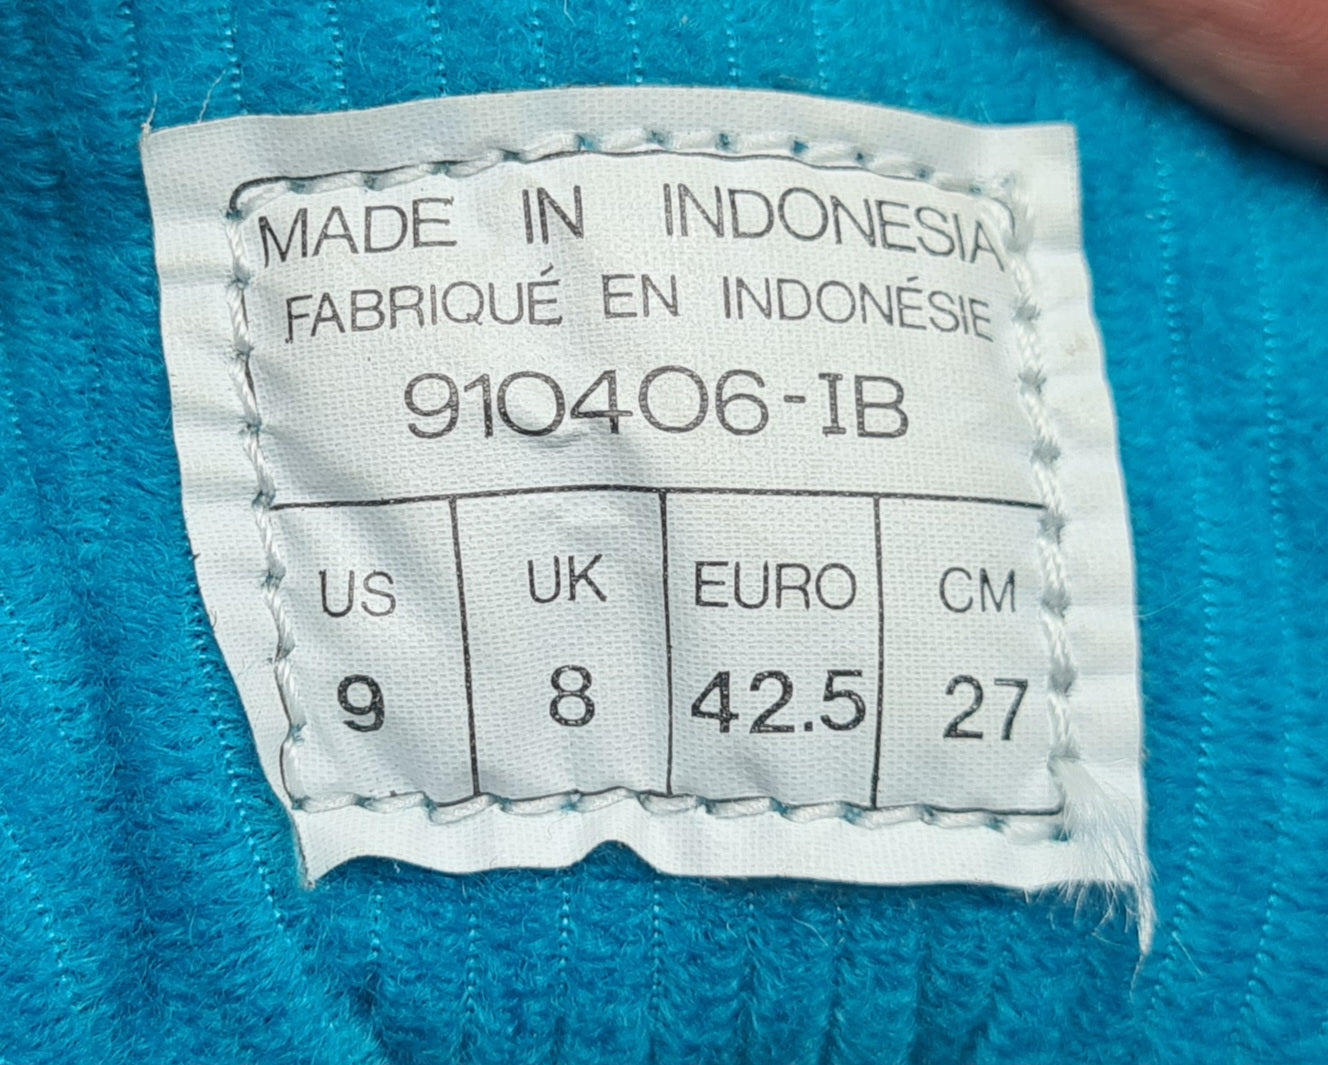 MADE IN INDONESIA
FABRIQUÉ EN INDONÉSIE
910406-IB
US UK EURO CM
9 8 42.5 27